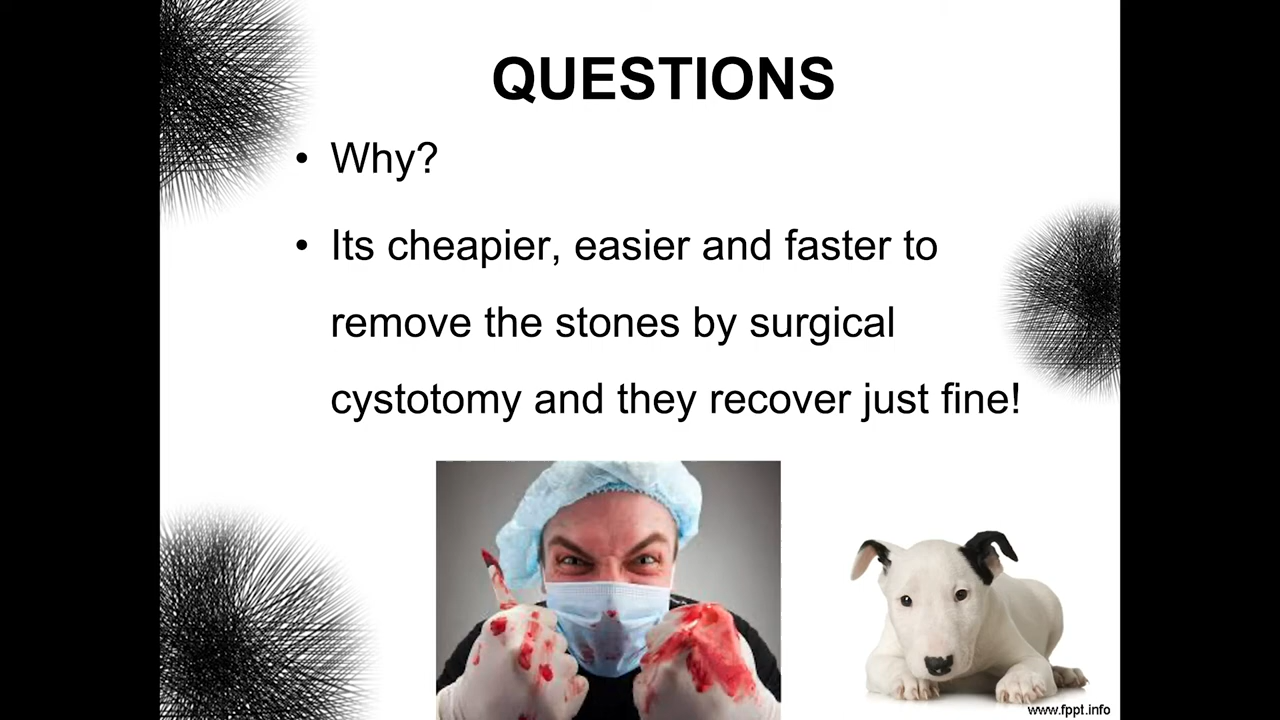 QUESTIONS
• Why?
• Its cheapier, easier and faster to
remove the stones by surgical
cystotomy and they recover just fine!
www.fppt.info